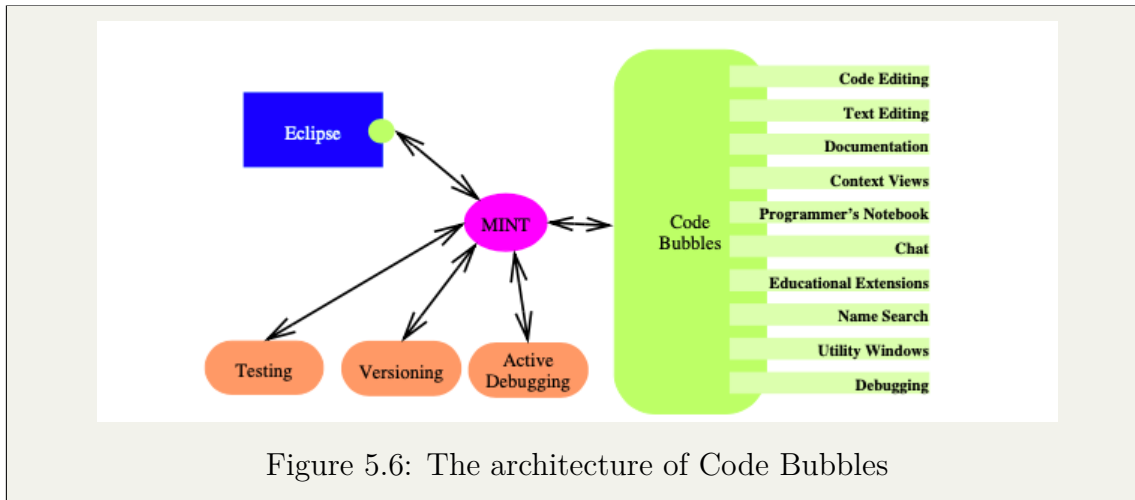 Eclipse
MINT
Testing
Versioning
Active
Debugging
Code
Bubbles
Code Editing
Text Editing
Documentation
Context Views
Programmer's Notebook
Chat
Educational Extensions
Name Search
Utility Windows
Debugging
Figure 5.6: The architecture of Code Bubbles